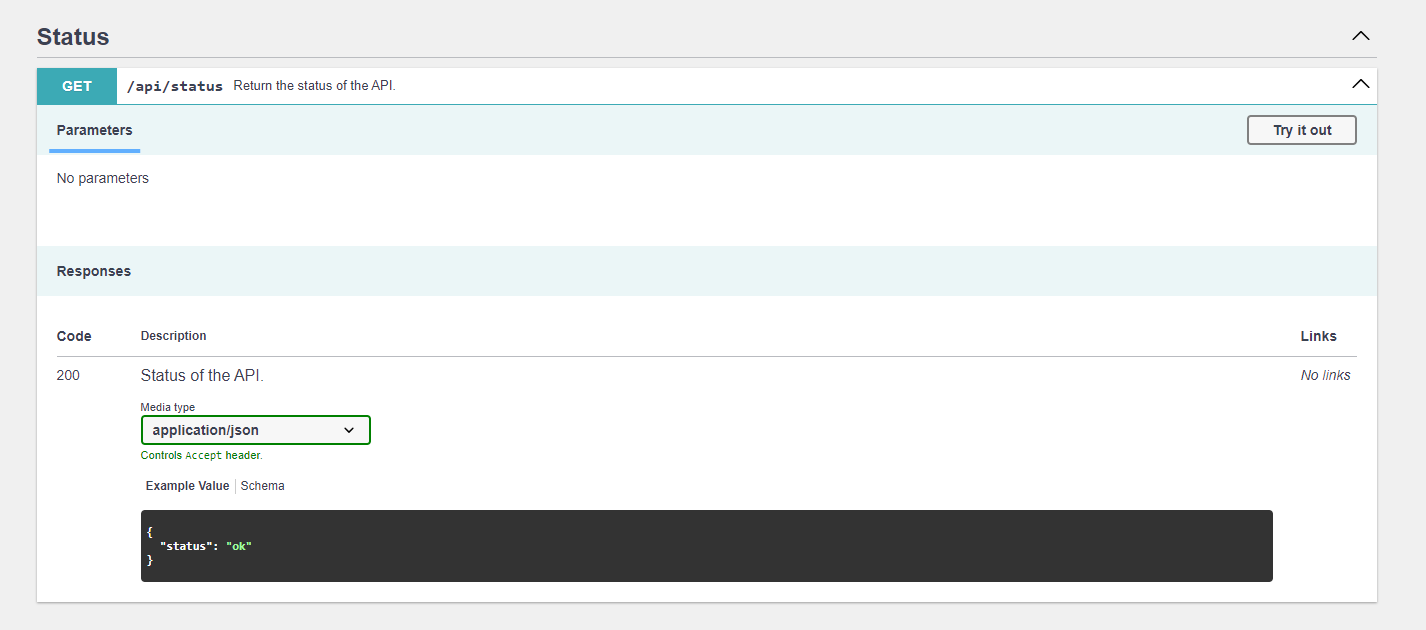 Status
GET /api/status Return the status of the API.
Parameters Try it out
No parameters
Responses
Code Description Links
200 Status of the API. No links
Media type
application/json
Controls Accept header.
Example Value Schema
{
  "status": "ok"
}